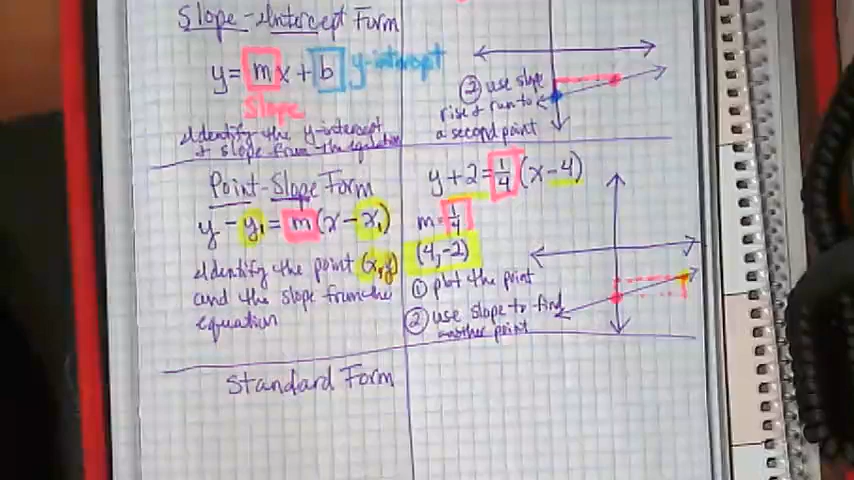 Slope-Intercept Form
y = mx + b y-intercept
Slope
Identify the y-intercept
+ slope from the equation
② use slope
rise & run to
a second point
Point-Slope Form
y - y₁ = m(x - x₁)
Identify the point (x, y)
and the slope from the
equation
y + 2 = 1/4 (x - 4)
m = 1/4
(4, -2)
① plot the point
② use slope to find
another point
Standard Form